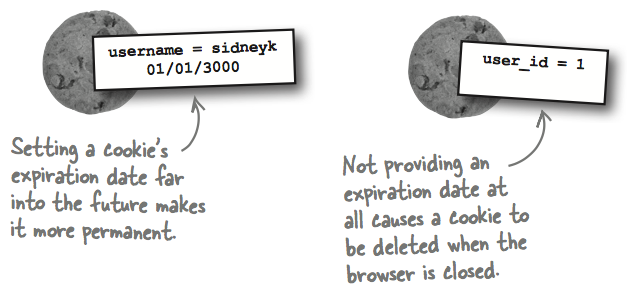 username = sidneyk
01/01/3000
Setting a cookie's
expiration date far
into the future makes
it more permanent.
user_id = 1
Not providing an
expiration date at
all causes a cookie to
be deleted when the
browser is closed.